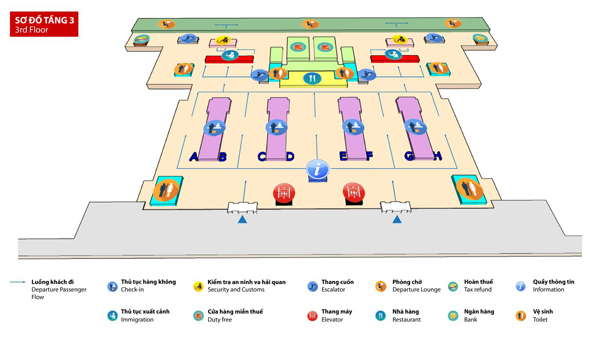 SƠ ĐỒ TẦNG 3
3rd Floor
A B C D E F G H
Luồng khách đi
Departure Passenger
Flow
Thủ tục hàng không
Check-in
Kiểm tra an ninh va hải quan
Security and Customs
Thang cuốn
Escalator
Phòng chờ
Departure Lounge
Hoàn thuế
Tax refund
Quầy thông tin
Information
Thủ tục xuất cảnh
Immigration
Cửa hàng miễn thuế
Duty free
Thang máy
Elevator
Nhà hàng
Restaurant
Ngân hàng
Bank
Vệ sinh
Toilet